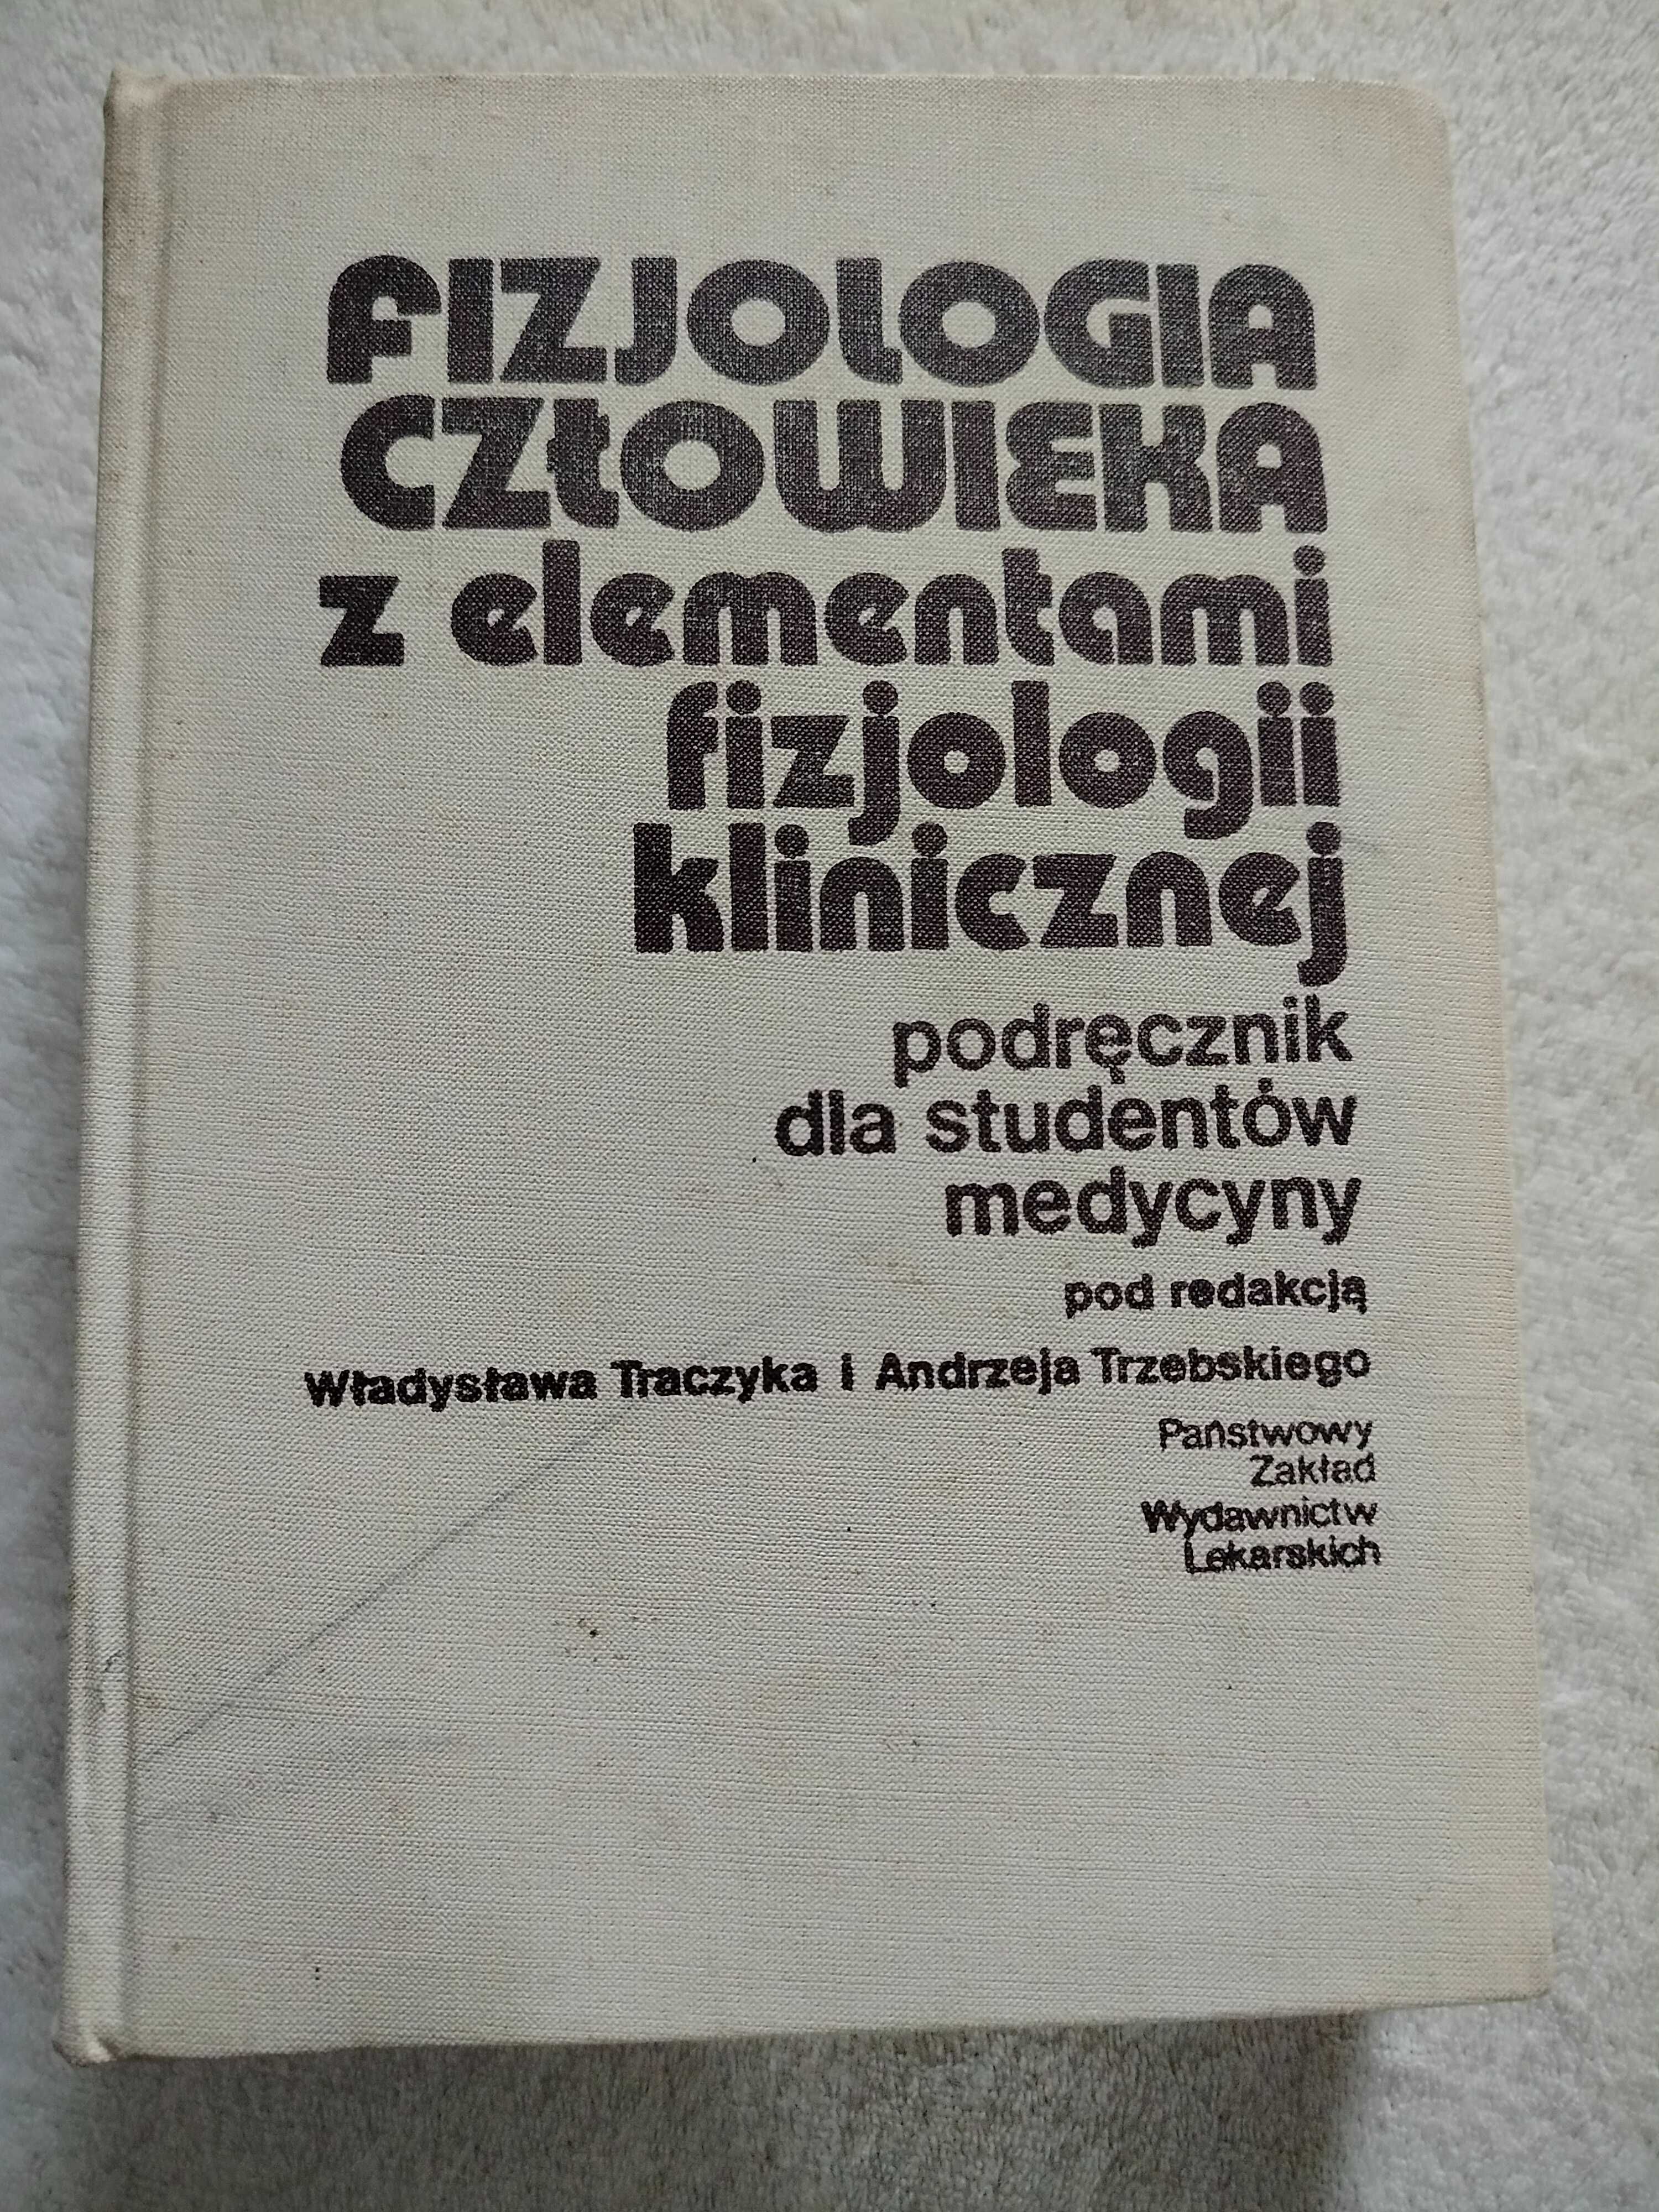 FIZJOLOGIA
CZŁOWIEKA
z elementami
fizjologii
klinicznej
podręcznik
dla studentów
medycyny
pod redakcją
Władysława Traczyka i Andrzeja Trzebskiego
Państwowy
Zakład
Wydawnictw
Lekarskich